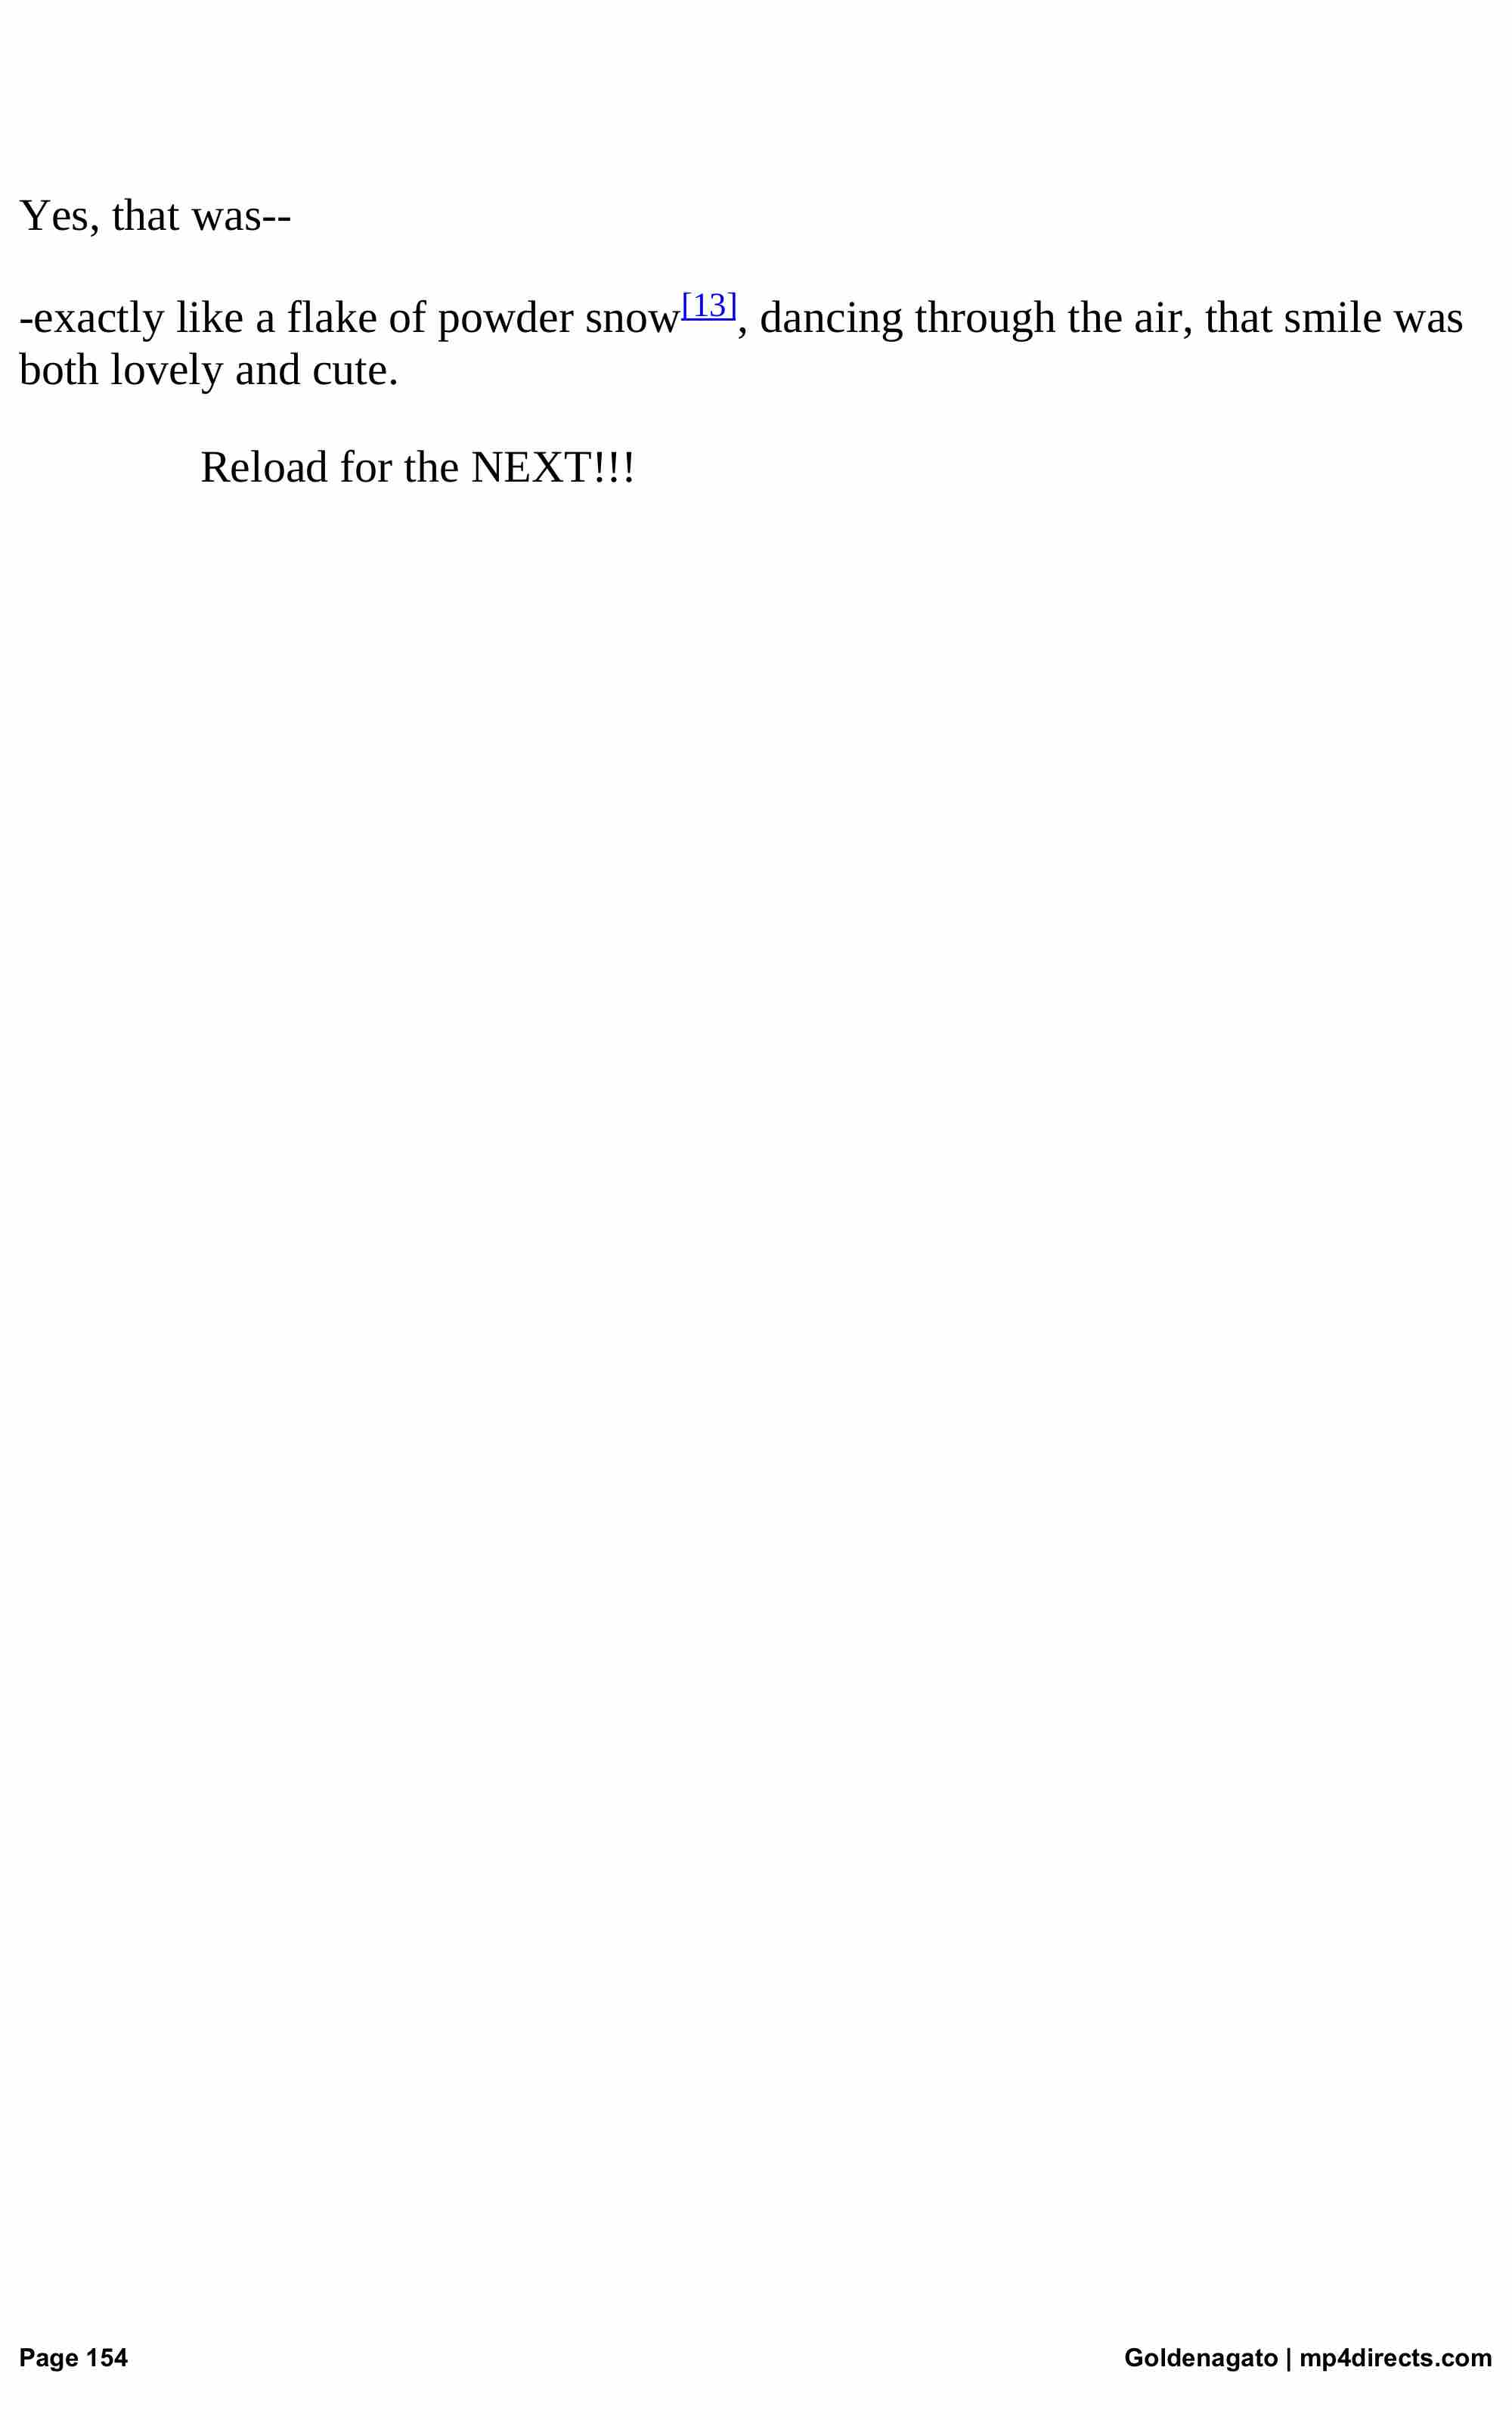 Yes, that was--
-exactly like a flake of powder snow[13], dancing through the air, that smile was
both lovely and cute.
Reload for the NEXT!!!
Page 154
Goldenagato | mp4directs.com